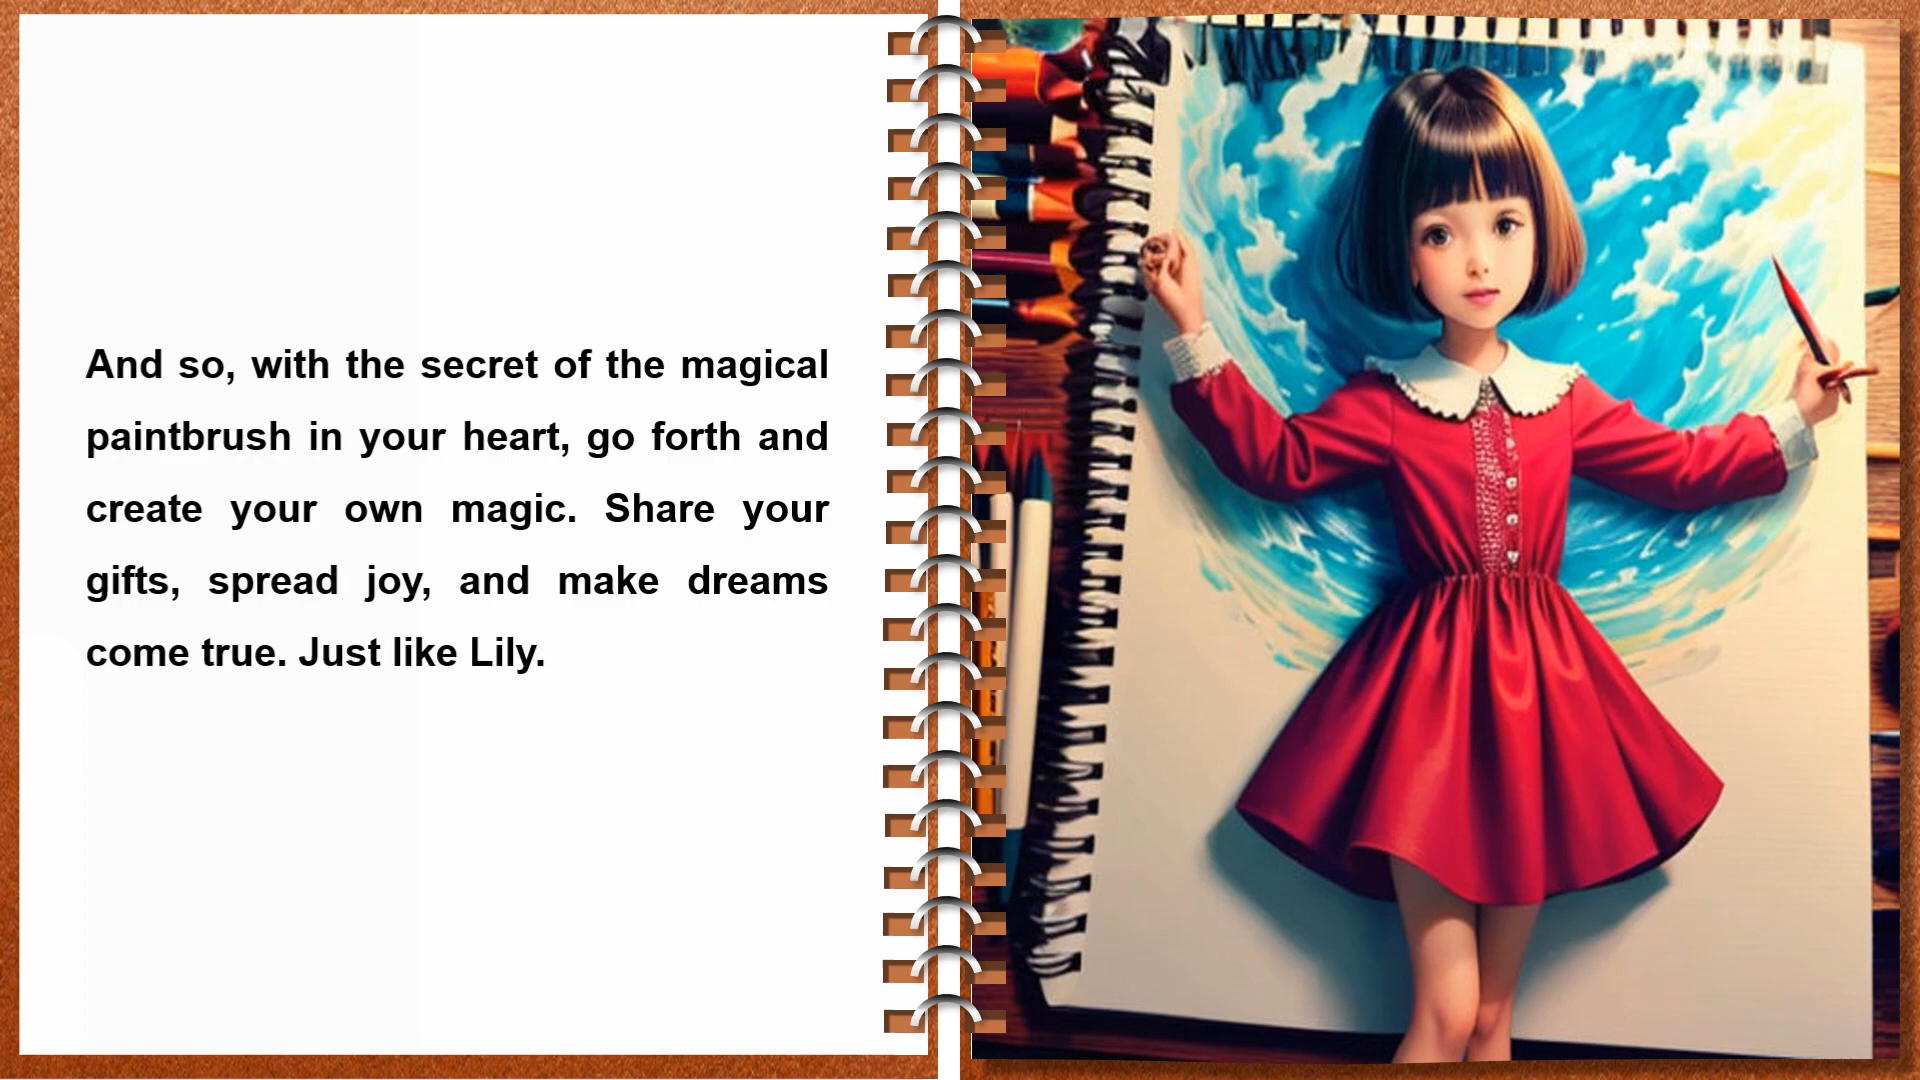 And so, with the secret of the magical
paintbrush in your heart, go forth and
create your own magic. Share your
gifts, spread joy, and make dreams
come true. Just like Lily.